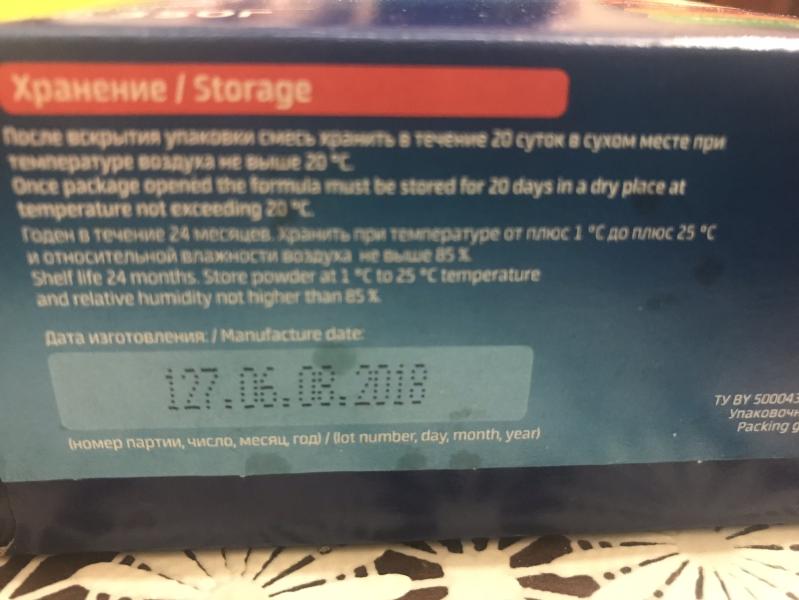 Хранение / Storage
После вскрытия упаковки смесь хранить в течение 20 суток в сухом месте при
температуре воздуха не выше 20 °C.
Once package opened the formula must be stored for 20 days in a dry place at
temperature not exceeding 20 °C.
Годен в течение 24 месяцев. Хранить при температуре от плюс 1 °C до плюс 25 °C
и относительной влажности воздуха не выше 85 %.
Shelf life 24 months. Store powder at 1 °C to 25 °C temperature
and relative humidity not higher than 85 %.
Дата изготовления: / Manufacture date:
127.06.08.2018
(номер партии, число, месяц, год) / (lot number, day, month, year)
ТУ BY 500043
Упаковочн
Packing g